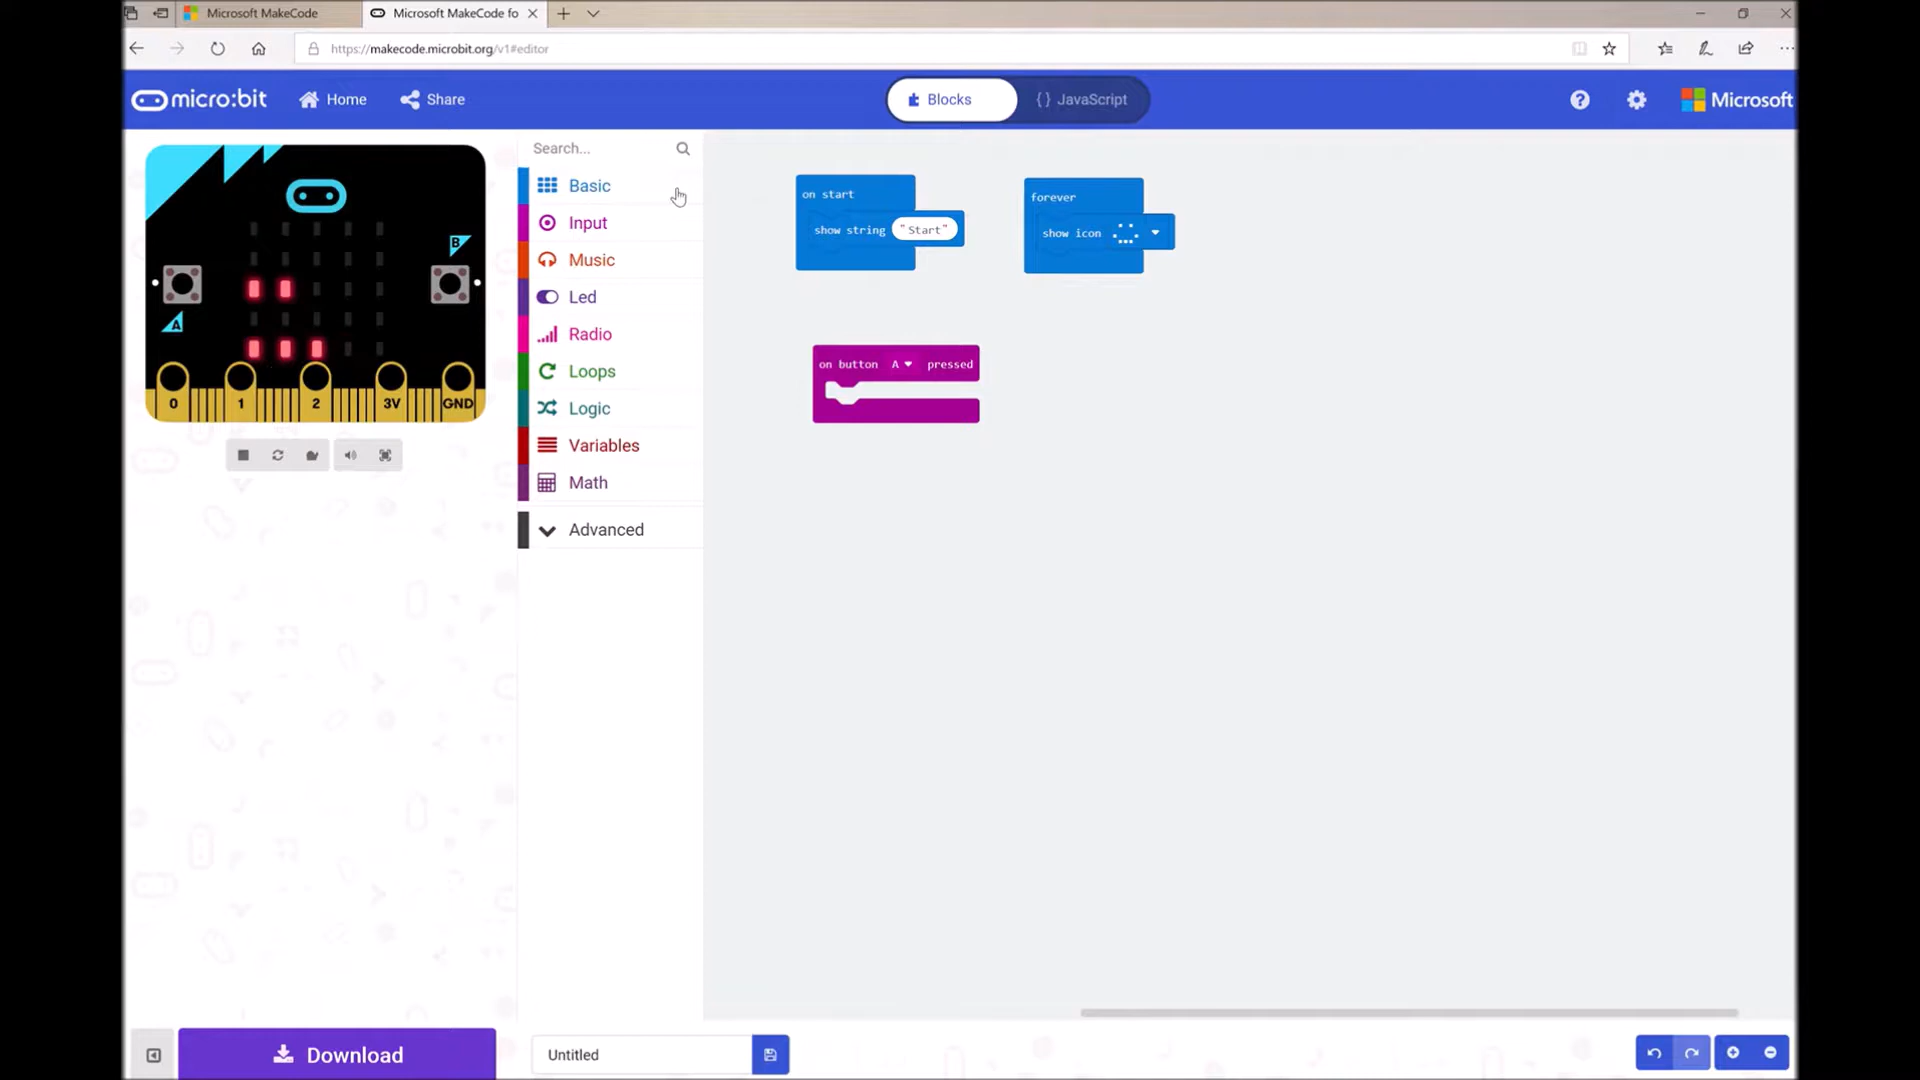 Microsoft MakeCode
Microsoft MakeCode fo
https://makecode.microbit.org/v1#editor
micro:bit
Home
Share
Blocks
{} JavaScript
Microsoft
Search...
Basic
Input
Music
Led
Radio
Loops
Logic
Variables
Math
Advanced
B
A
0 1 2 3V GND
on start
show string "Start"
forever
show icon
on button A pressed
Download
Untitled